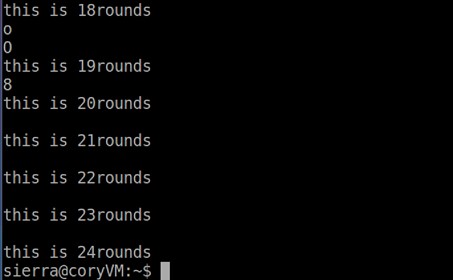 this is 18rounds
o
O
this is 19rounds
8
this is 20rounds
this is 21rounds
this is 22rounds
this is 23rounds
this is 24rounds
sierra@coryVM:~$